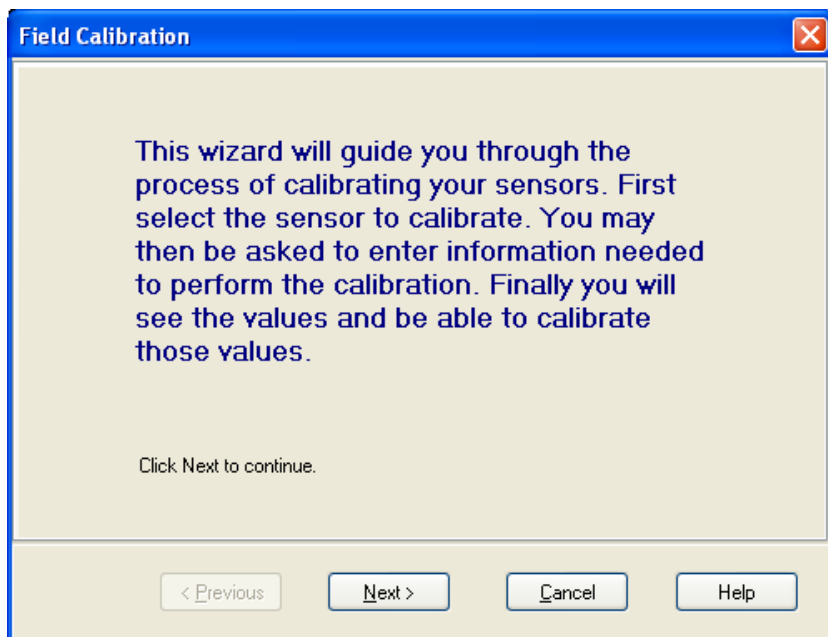 Field Calibration
This wizard will guide you through the
process of calibrating your sensors. First
select the sensor to calibrate. You may
then be asked to enter information needed
to perform the calibration. Finally you will
see the values and be able to calibrate
those values.
Click Next to continue.
< Previous Next > Cancel Help